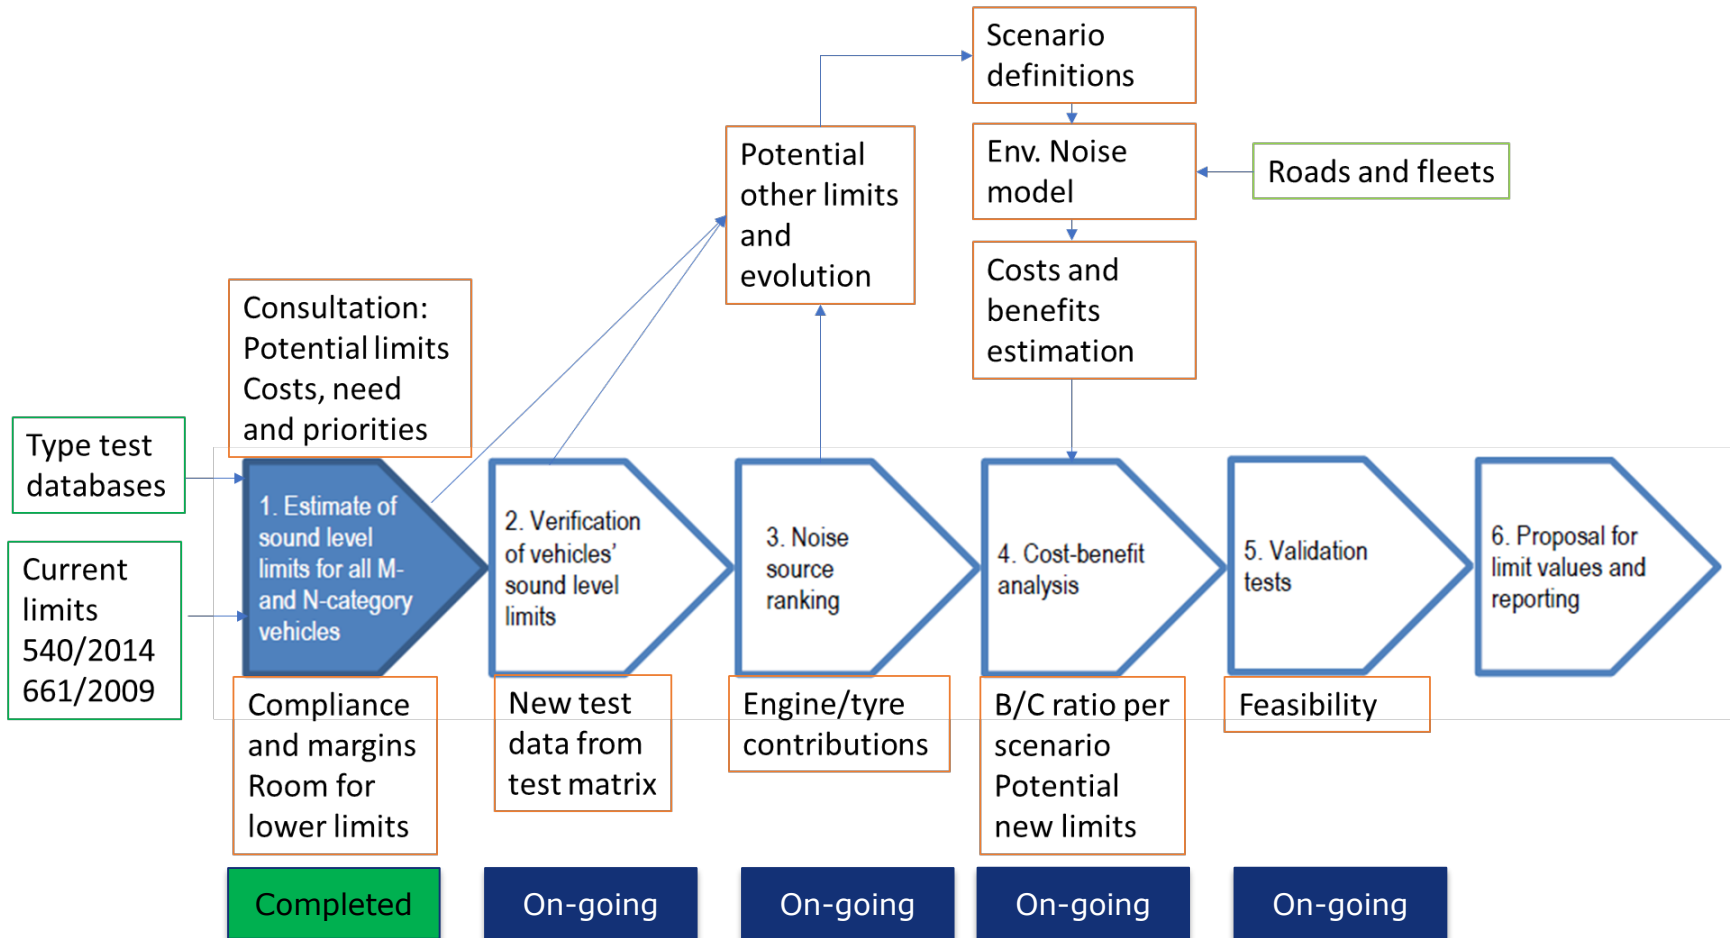 Scenario
definitions
Potential
other limits
and
evolution
Env. Noise
model
Roads and fleets
Costs and
benefits
estimation
Consultation:
Potential limits
Costs, need
and priorities
Type test
databases
Current
limits
540/2014
661/2009
1. Estimate of
sound level
limits for all M-
and N-category
vehicles
2. Verification
of vehicles'
sound level
limits
3. Noise
source
ranking
4. Cost-benefit
analysis
5. Validation
tests
6. Proposal for
limit values and
reporting
Compliance
and margins
Room for
lower limits
New test
data from
test matrix
Engine/tyre
contributions
B/C ratio per
scenario
Potential
new limits
Feasibility
Completed
On-going
On-going
On-going
On-going